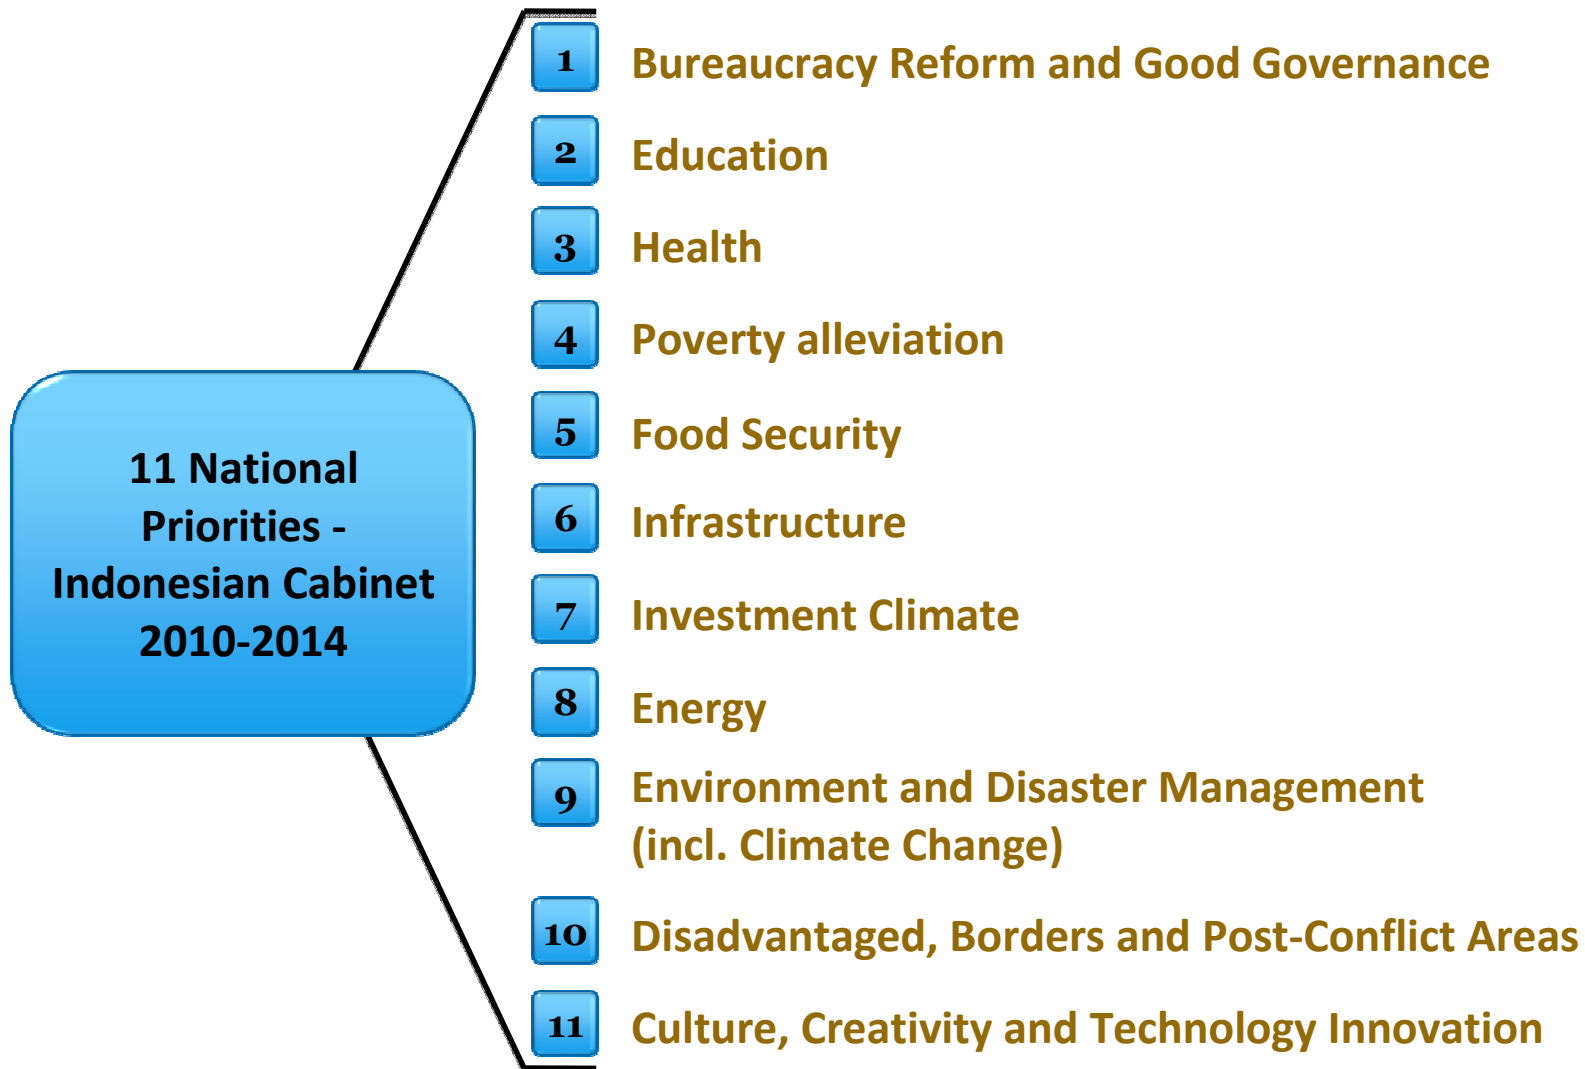 11 National
Priorities -
Indonesian Cabinet
2010-2014
1 Bureaucracy Reform and Good Governance
2 Education
3 Health
4 Poverty alleviation
5 Food Security
6 Infrastructure
7 Investment Climate
8 Energy
9 Environment and Disaster Management
(incl. Climate Change)
10 Disadvantaged, Borders and Post-Conflict Areas
11 Culture, Creativity and Technology Innovation